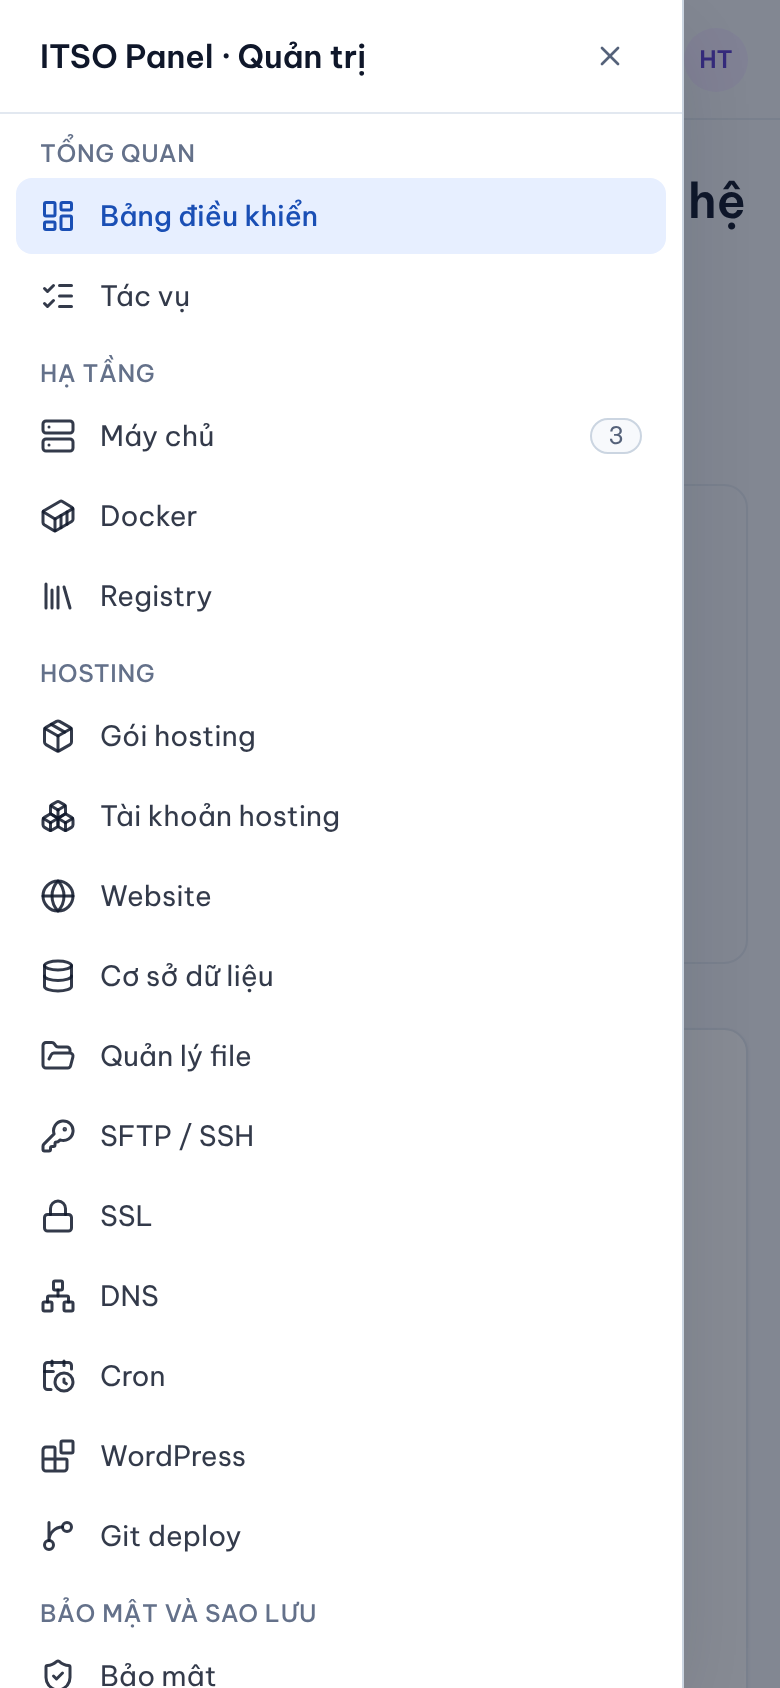 ITSO Panel · Quản trị
HT
TỔNG QUAN
Bảng điều khiển
hệ
Tác vụ
HẠ TẦNG
Máy chủ
3
Docker
Registry
HOSTING
Gói hosting
Tài khoản hosting
Website
Cơ sở dữ liệu
Quản lý file
SFTP / SSH
SSL
DNS
Cron
WordPress
Git deploy
BẢO MẬT VÀ SAO LƯU
Bảo mật